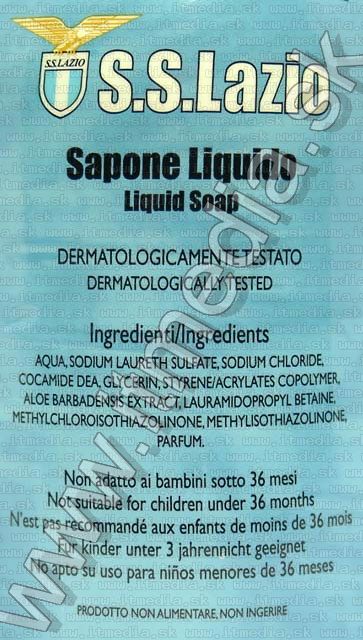 S.S.LAZIO
S.S.Lazio
Sapone Liquido
Liquid Soap
DERMATOLOGICAMENTE TESTATO
DERMATOLOGICALLY TESTED
Ingredienti/Ingredients
AQUA, SODIUM LAURETH SULFATE, SODIUM CHLORIDE,
COCAMIDE DEA, GLYCERIN, STYRENE/ACRYLATES COPOLYMER,
ALOE BARBADENSIS EXTRACT, LAURAMIDOPROPYL BETAINE,
METHYLCHLOROISOTHIAZOLINONE, METHYLISOTHIAZOLINONE,
PARFUM.
Non adatto ai bambini sotto 36 mesi
Not suitable for children under 36 months
N'est pas recommandé aux enfants de moins de 36 mois
Für kinder unter 3 jahrennicht geeignet
No apto su uso para niños menores de 36 meses
PRODOTTO NON ALIMENTARE, NON INGERIRE
www.itmedia.sk